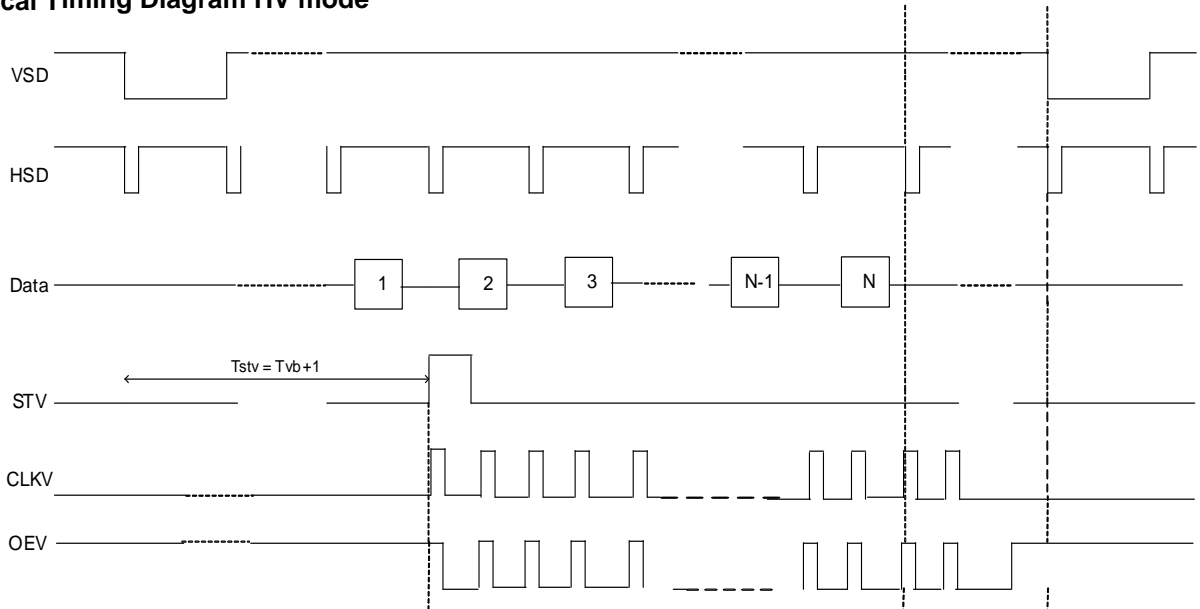 cal Timing Diagram HV mode
VSD
HSD
Data
1
2
3
N-1
N
Tstv = Tvb+1
STV
CLKV
OEV